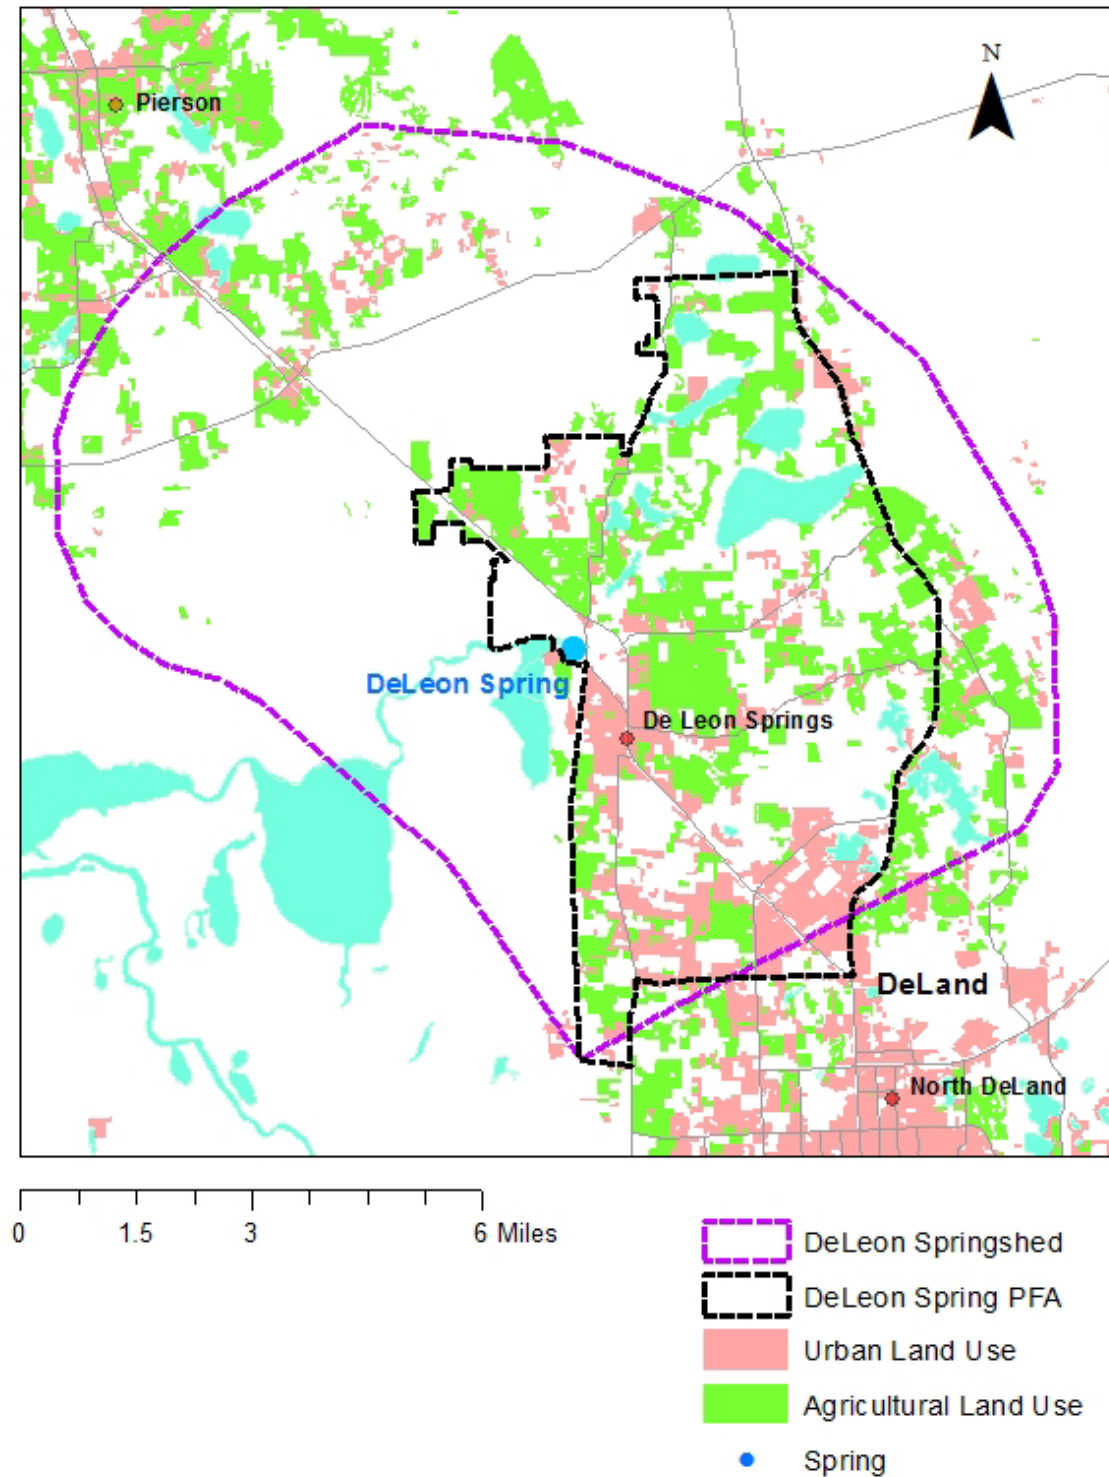 N
Pierson
DeLeon Spring
De Leon Springs
DeLand
North DeLand
0 1.5 3 6 Miles
DeLeon Springshed
DeLeon Spring PFA
Urban Land Use
Agricultural Land Use
Spring